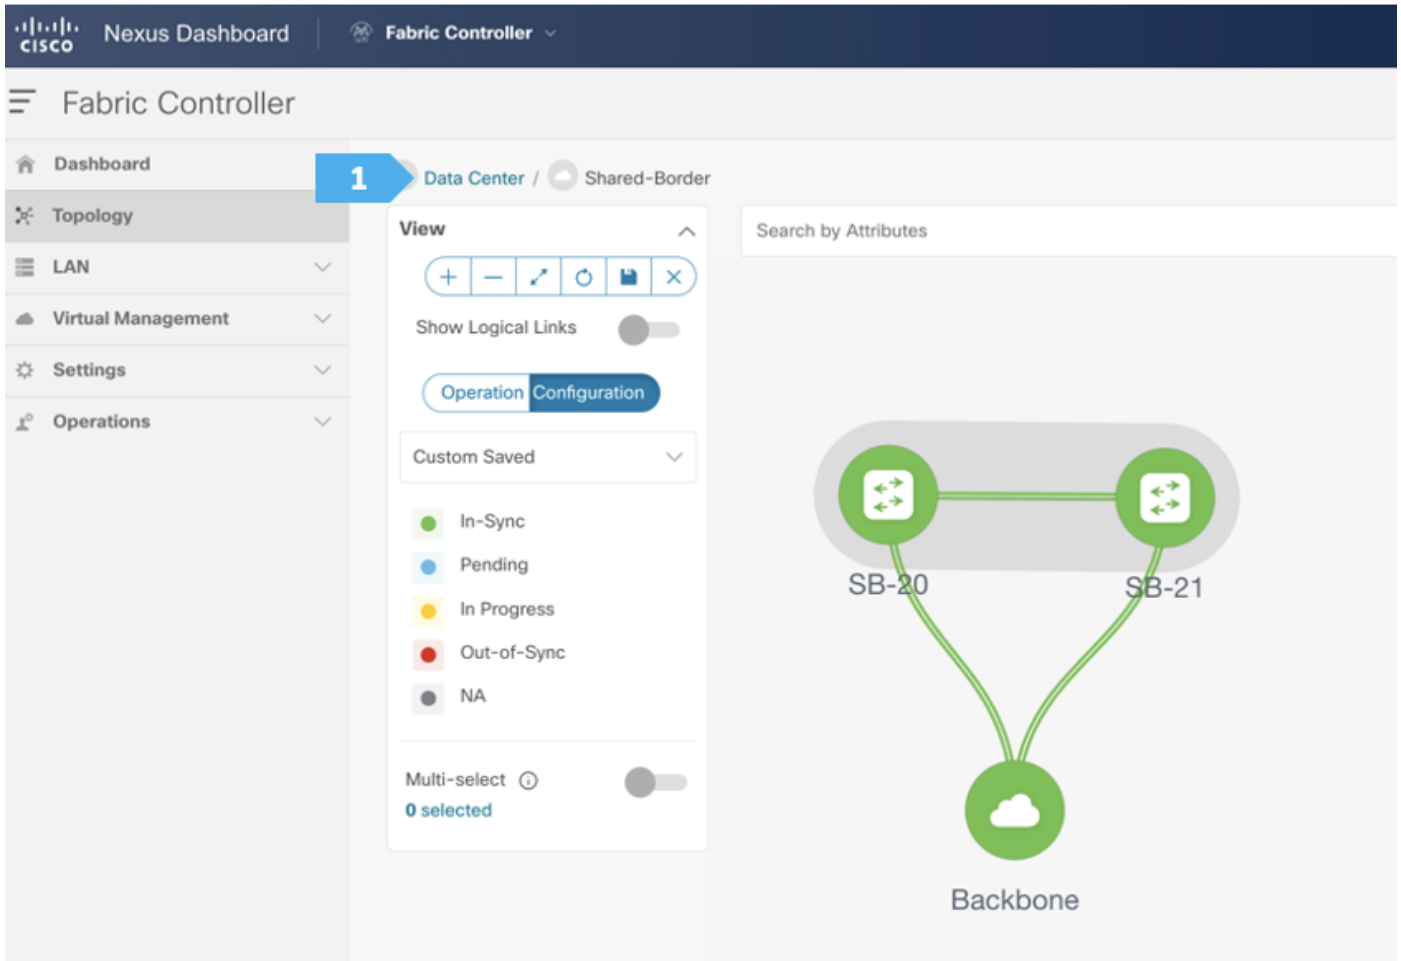 CISCO Nexus Dashboard Fabric Controller
Fabric Controller
Dashboard
Topology
LAN
Virtual Management
Settings
Operations
1 Data Center / Shared-Border
View
Search by Attributes
Show Logical Links
Operation Configuration
Custom Saved
In-Sync
Pending
In Progress
Out-of-Sync
NA
Multi-select
0 selected
SB-20
SB-21
Backbone